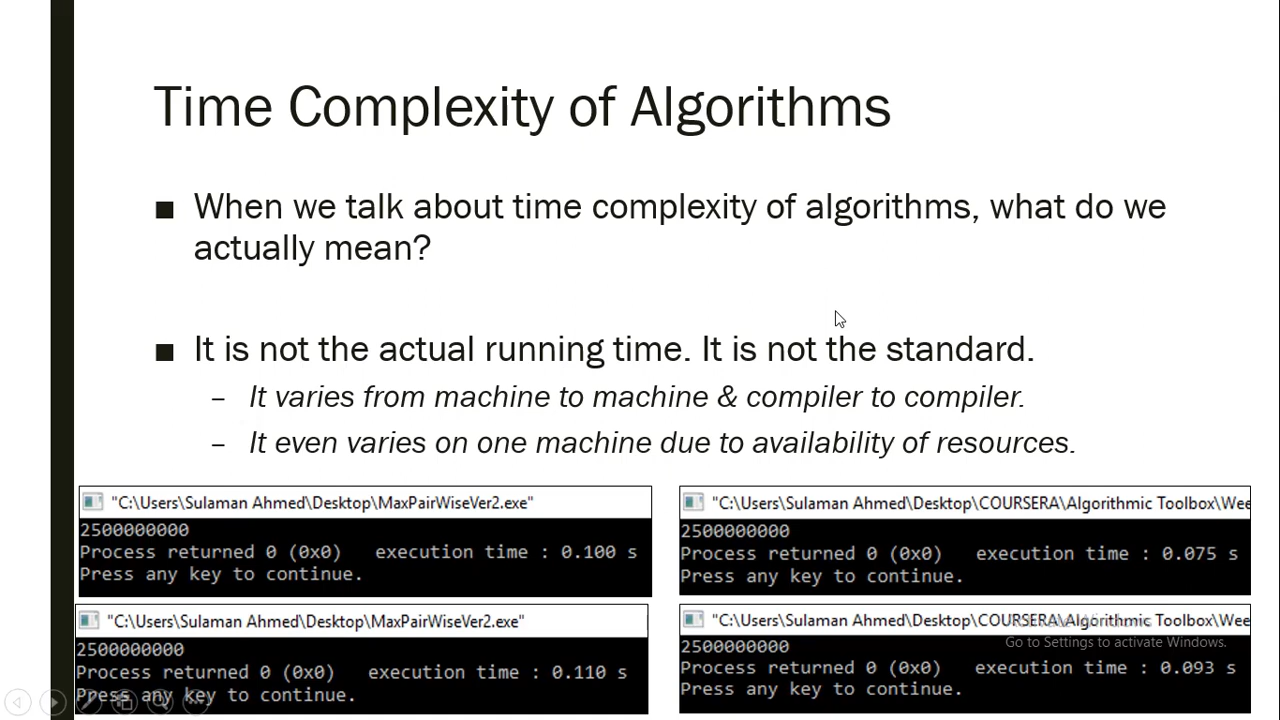 Time Complexity of Algorithms
■ When we talk about time complexity of algorithms, what do we
actually mean?
■ It is not the actual running time. It is not the standard.
– It varies from machine to machine & compiler to compiler.
– It even varies on one machine due to availability of resources.
"C:\Users\Sulaman Ahmed\Desktop\MaxPairWiseVer2.exe"
2500000000
Process returned 0 (0x0) execution time : 0.100 s
Press any key to continue.
"C:\Users\Sulaman Ahmed\Desktop\COURSERA\Algorithmic Toolbox\Wee
2500000000
Process returned 0 (0x0) execution time : 0.075 s
Press any key to continue.
"C:\Users\Sulaman Ahmed\Desktop\MaxPairWiseVer2.exe"
2500000000
Process returned 0 (0x0) execution time : 0.110 s
Press any key to continue.
"C:\Users\Sulaman Ahmed\Desktop\COURSERA\Algorithmic Toolbox\Wee
2500000000
Process returned 0 (0x0) execution time : 0.093 s
Press any key to continue.
Activate Windows
Go to Settings to activate Windows.